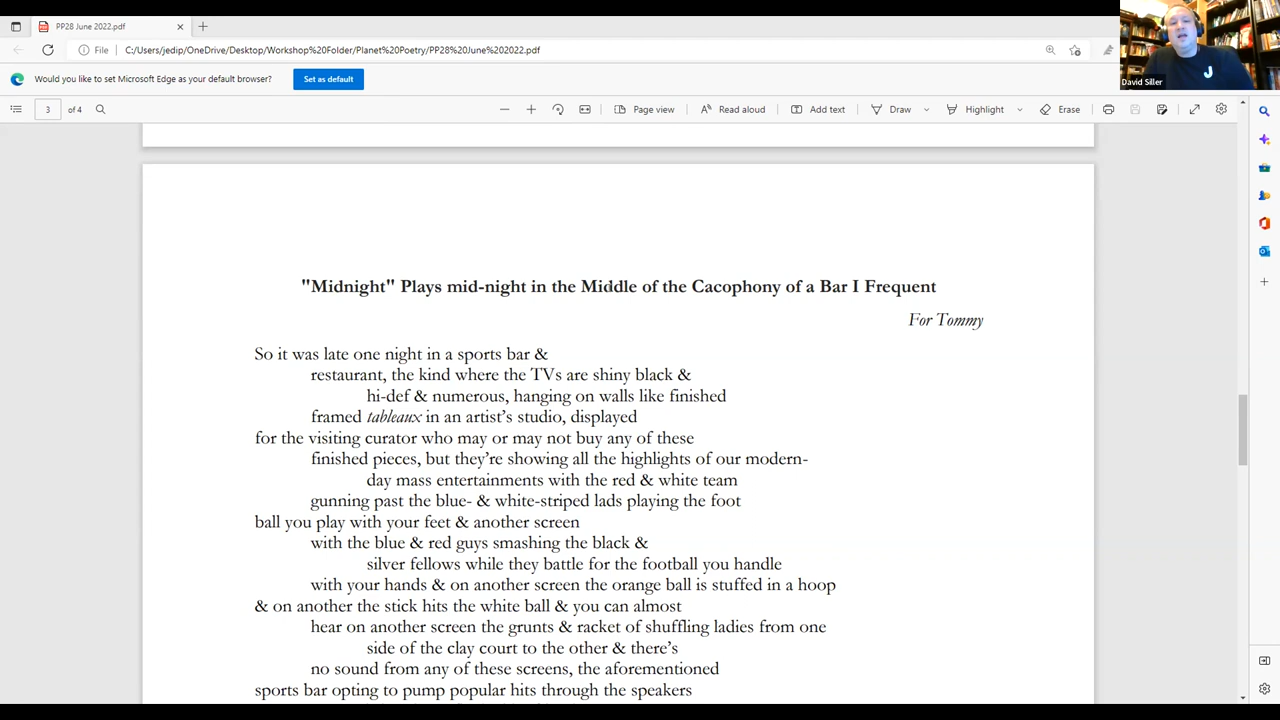 PP28 June 2022.pdf
File
C:/Users/jedip/OneDrive/Desktop/Workshop%20Folder/Planet%20Poetry/PP28%20June%202022.pdf
Would you like to set Microsoft Edge as your default browser?
Set as default
David Siller
3 of 4
Page view
Read aloud
Add text
Draw
Highlight
Erase
"Midnight" Plays mid-night in the Middle of the Cacophony of a Bar I Frequent
For Tommy
So it was late one night in a sports bar &
restaurant, the kind where the TVs are shiny black &
hi-def & numerous, hanging on walls like finished
framed tableaux in an artist’s studio, displayed
for the visiting curator who may or may not buy any of these
finished pieces, but they’re showing all the highlights of our modern-
day mass entertainments with the red & white team
gunning past the blue- & white-striped lads playing the foot
ball you play with your feet & another screen
with the blue & red guys smashing the black &
silver fellows while they battle for the football you handle
with your hands & on another screen the orange ball is stuffed in a hoop
& on another the stick hits the white ball & you can almost
hear on another screen the grunts & racket of shuffling ladies from one
side of the clay court to the other & there’s
no sound from any of these screens, the aforementioned
sports bar opting to pump popular hits through the speakers